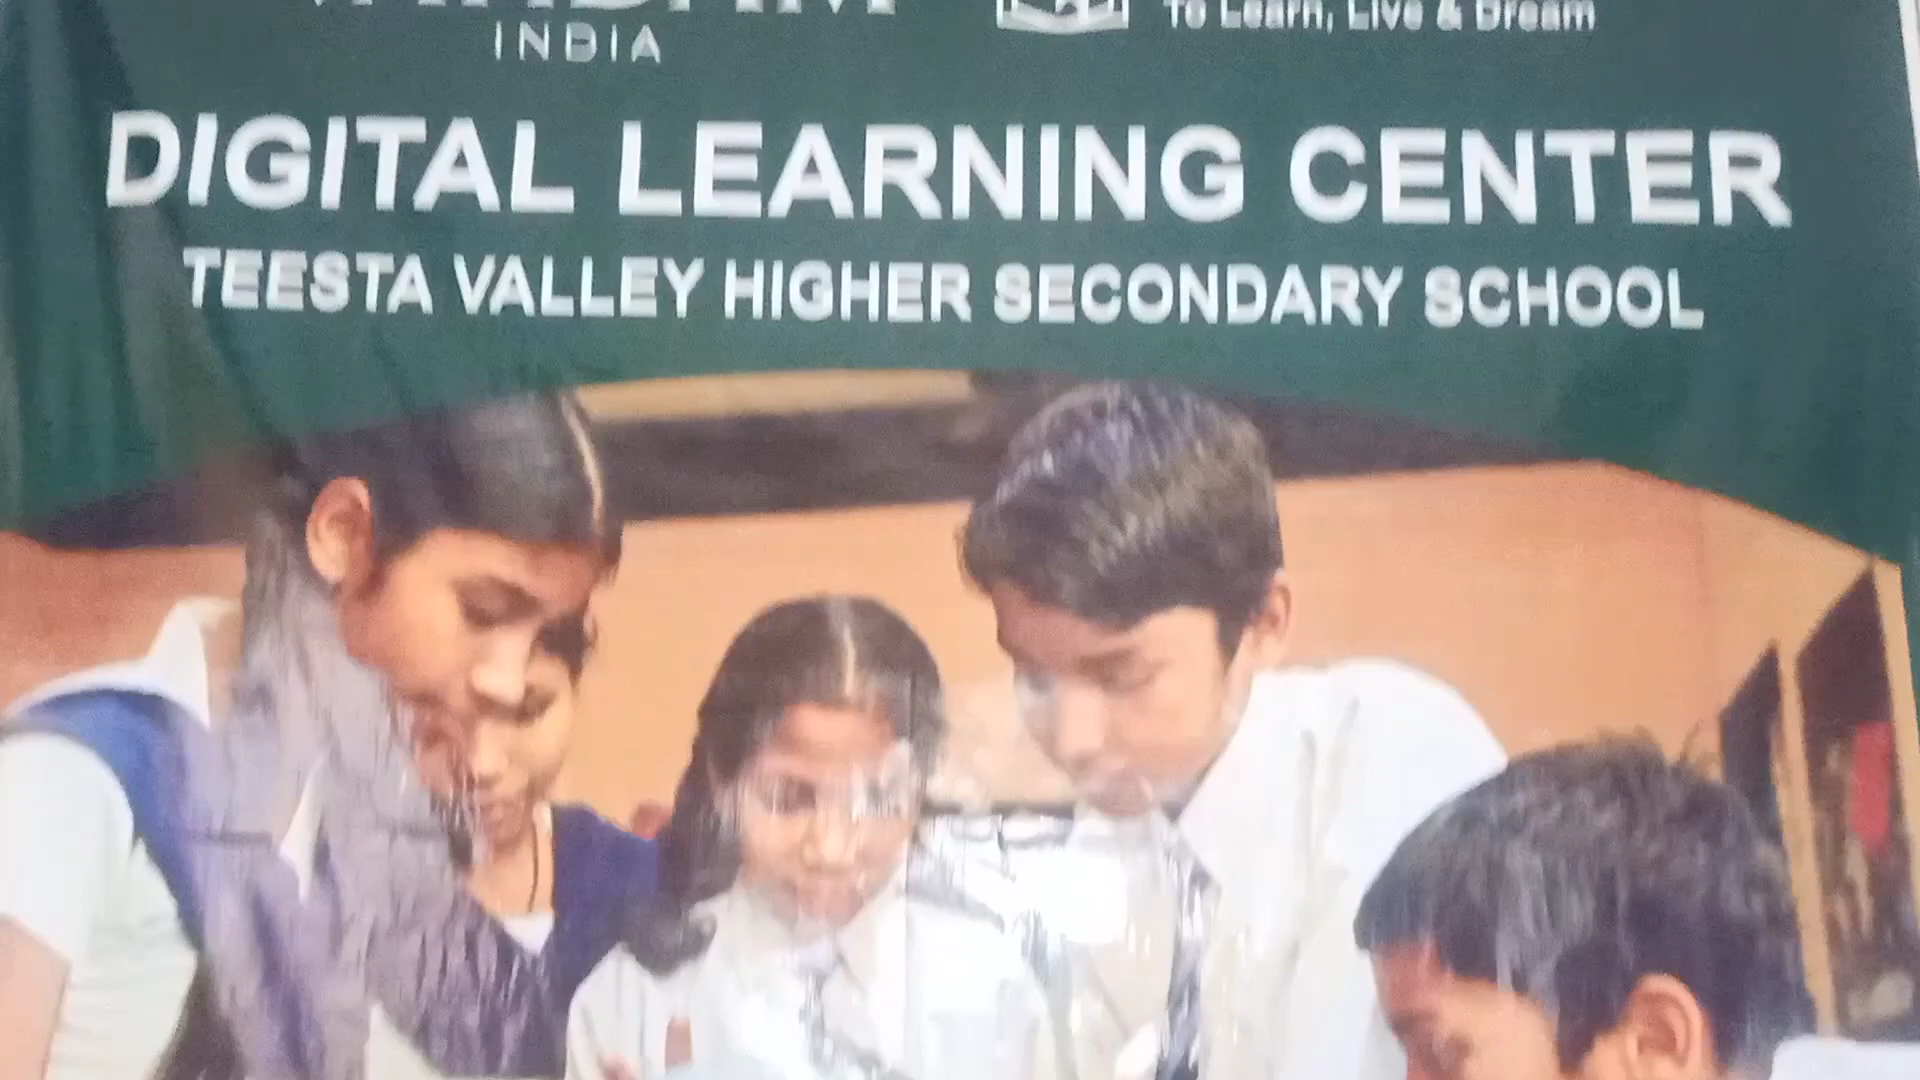 INDIA
To Learn, Live & Dream
DIGITAL LEARNING CENTER
TEESTA VALLEY HIGHER SECONDARY SCHOOL